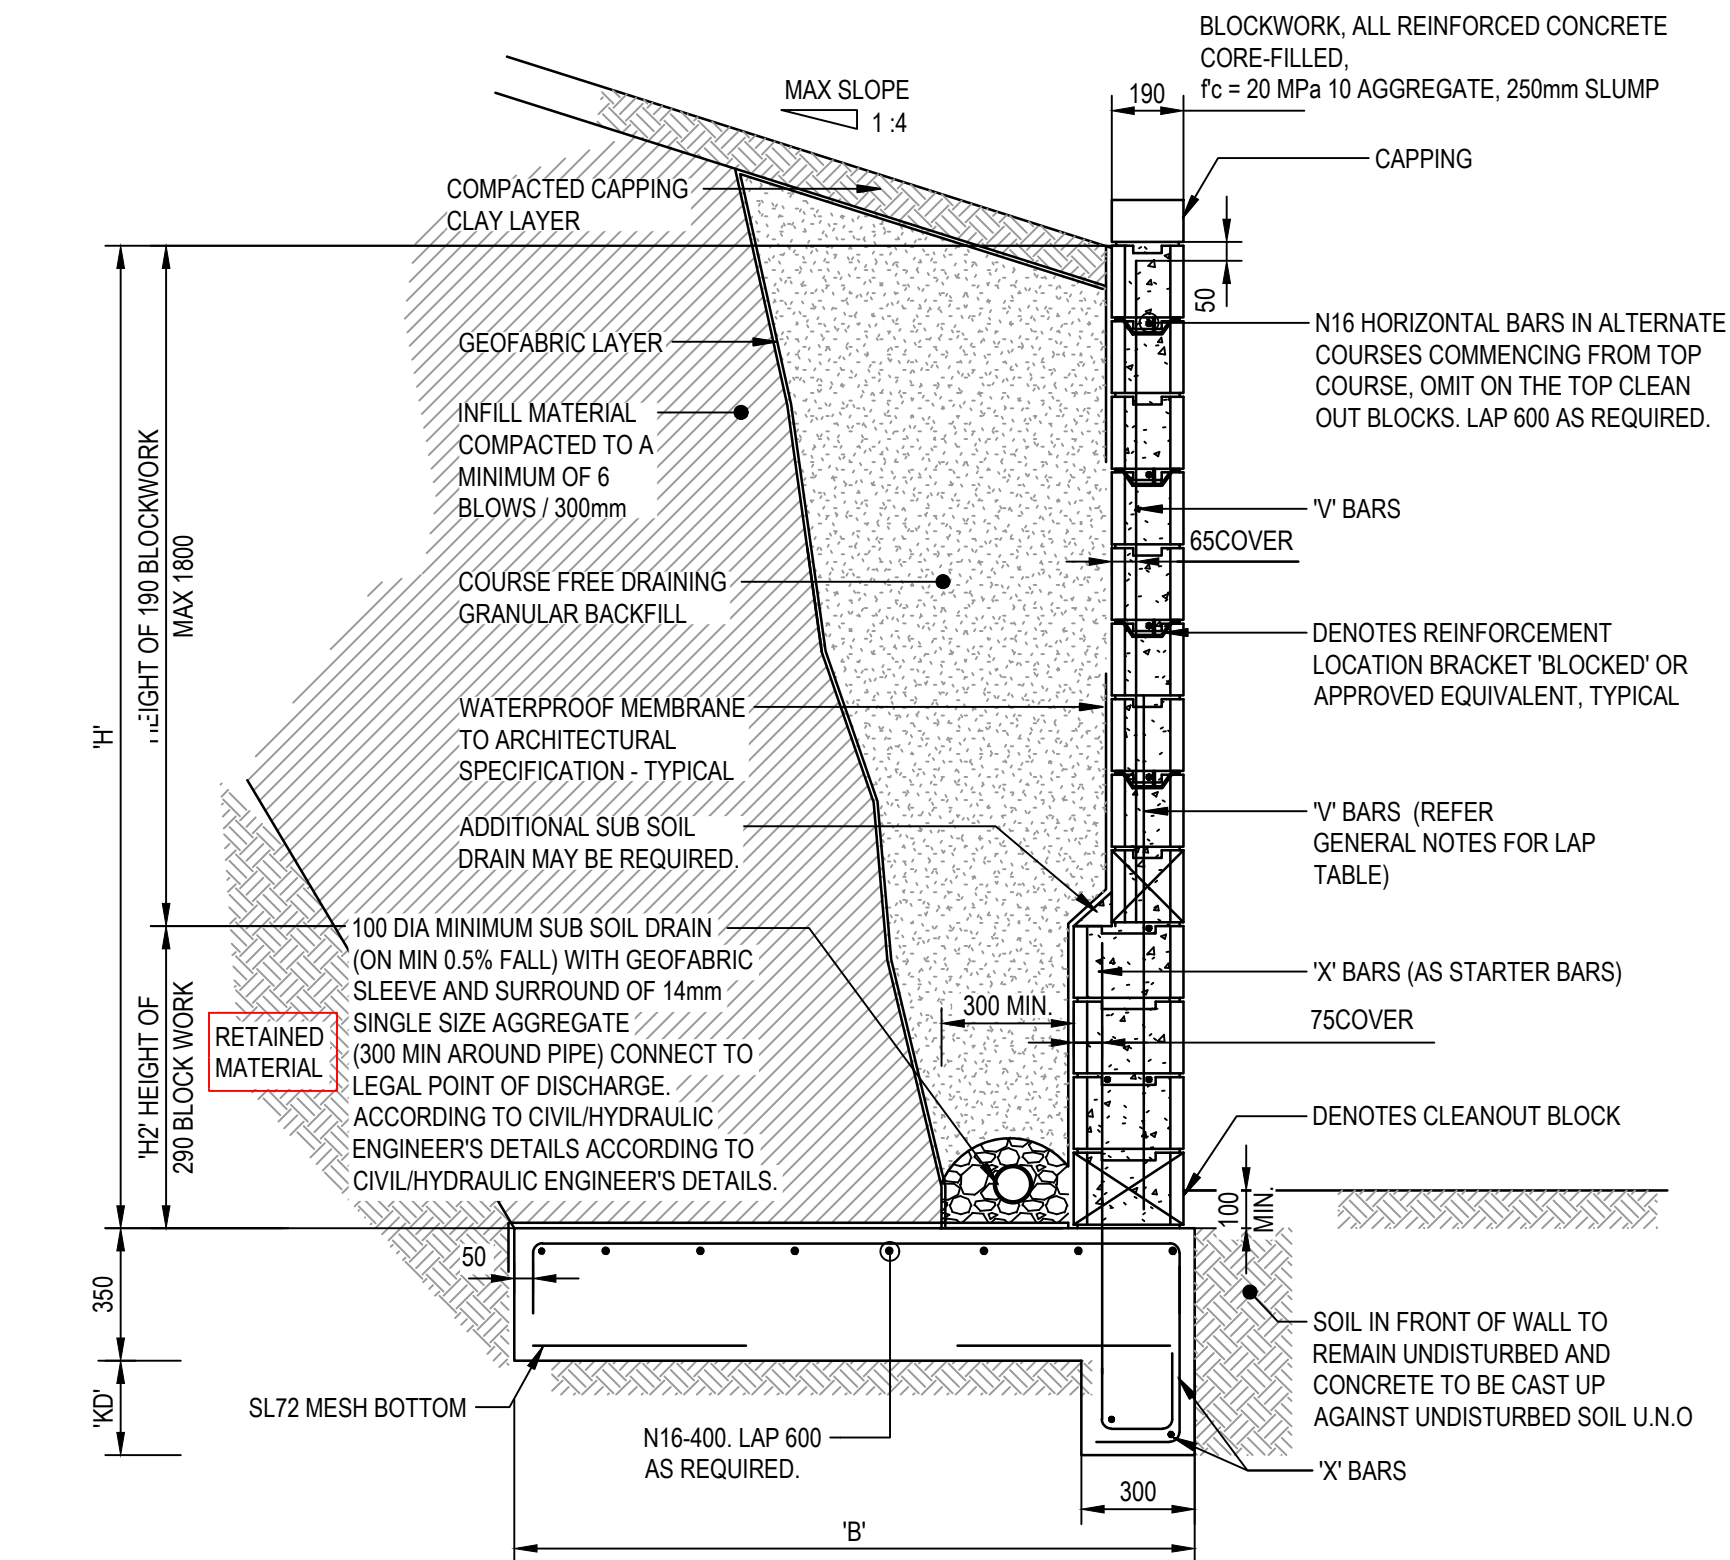 BLOCKWORK, ALL REINFORCED CONCRETE
CORE-FILLED,
f'c = 20 MPa 10 AGGREGATE, 250mm SLUMP
MAX SLOPE
1 :4
190
CAPPING
COMPACTED CAPPING
CLAY LAYER
50
N16 HORIZONTAL BARS IN ALTERNATE
COURSES COMMENCING FROM TOP
COURSE, OMIT ON THE TOP CLEAN
OUT BLOCKS. LAP 600 AS REQUIRED.
GEOFABRIC LAYER
INFILL MATERIAL
COMPACTED TO A
MINIMUM OF 6
BLOWS / 300mm
'V' BARS
65COVER
COURSE FREE DRAINING
GRANULAR BACKFILL
DENOTES REINFORCEMENT
LOCATION BRACKET 'BLOCKED' OR
APPROVED EQUIVALENT, TYPICAL
'H'
OF 190 BLOCKWORK
MAX 1800
WATERPROOF MEMBRANE
TO ARCHITECTURAL
SPECIFICATION - TYPICAL
ADDITIONAL SUB SOIL
DRAIN MAY BE REQUIRED.
'V' BARS (REFER
GENERAL NOTES FOR LAP
TABLE)
100 DIA MINIMUM SUB SOIL DRAIN
(ON MIN 0.5% FALL) WITH GEOFABRIC
SLEEVE AND SURROUND OF 14mm
SINGLE SIZE AGGREGATE
(300 MIN AROUND PIPE) CONNECT TO
LEGAL POINT OF DISCHARGE.
ACCORDING TO CIVIL/HYDRAULIC
ENGINEER'S DETAILS ACCORDING TO
CIVIL/HYDRAULIC ENGINEER'S DETAILS.
'X' BARS (AS STARTER BARS)
300 MIN.
75COVER
'H2' HEIGHT OF
290 BLOCK WORK
RETAINED
MATERIAL
DENOTES CLEANOUT BLOCK
100
MIN.
50
350
SOIL IN FRONT OF WALL TO
REMAIN UNDISTURBED AND
CONCRETE TO BE CAST UP
AGAINST UNDISTURBED SOIL U.N.O
'KD'
SL72 MESH BOTTOM
N16-400. LAP 600
AS REQUIRED.
'X' BARS
300
'B'